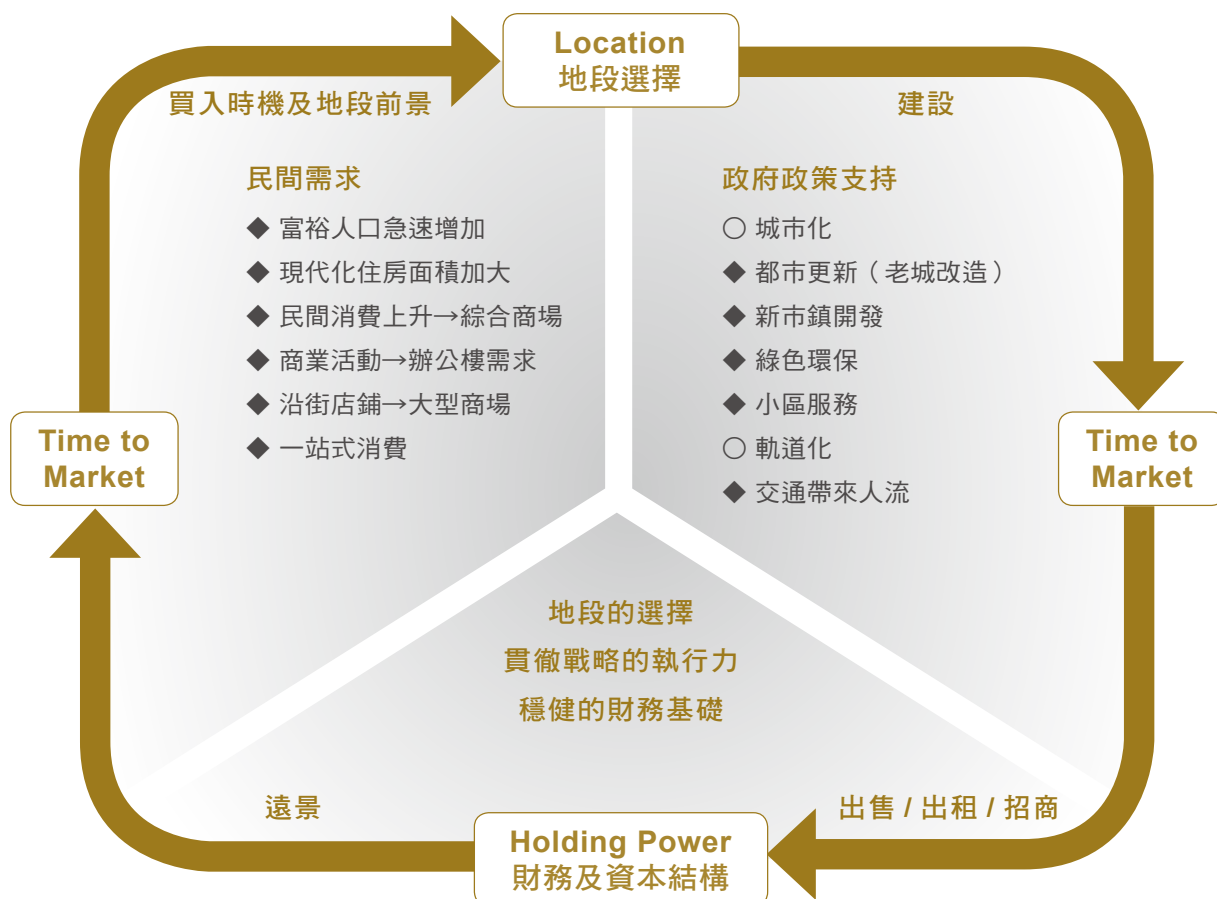 Location
地段選擇
買入時機及地段前景
建設
民間需求
◆ 富裕人口急速增加
◆ 現代化住房面積加大
◆ 民間消費上升→綜合商場
◆ 商業活動→辦公樓需求
◆ 沿街店鋪→大型商場
◆ 一站式消費
政府政策支持
○ 城市化
◆ 都市更新（老城改造）
◆ 新市鎮開發
◆ 綠色環保
◆ 小區服務
○ 軌道化
◆ 交通帶來人流
Time to
Market
Time to
Market
地段的選擇
貫徹戰略的執行力
穩健的財務基礎
遠景
出售 / 出租 / 招商
Holding Power
財務及資本結構